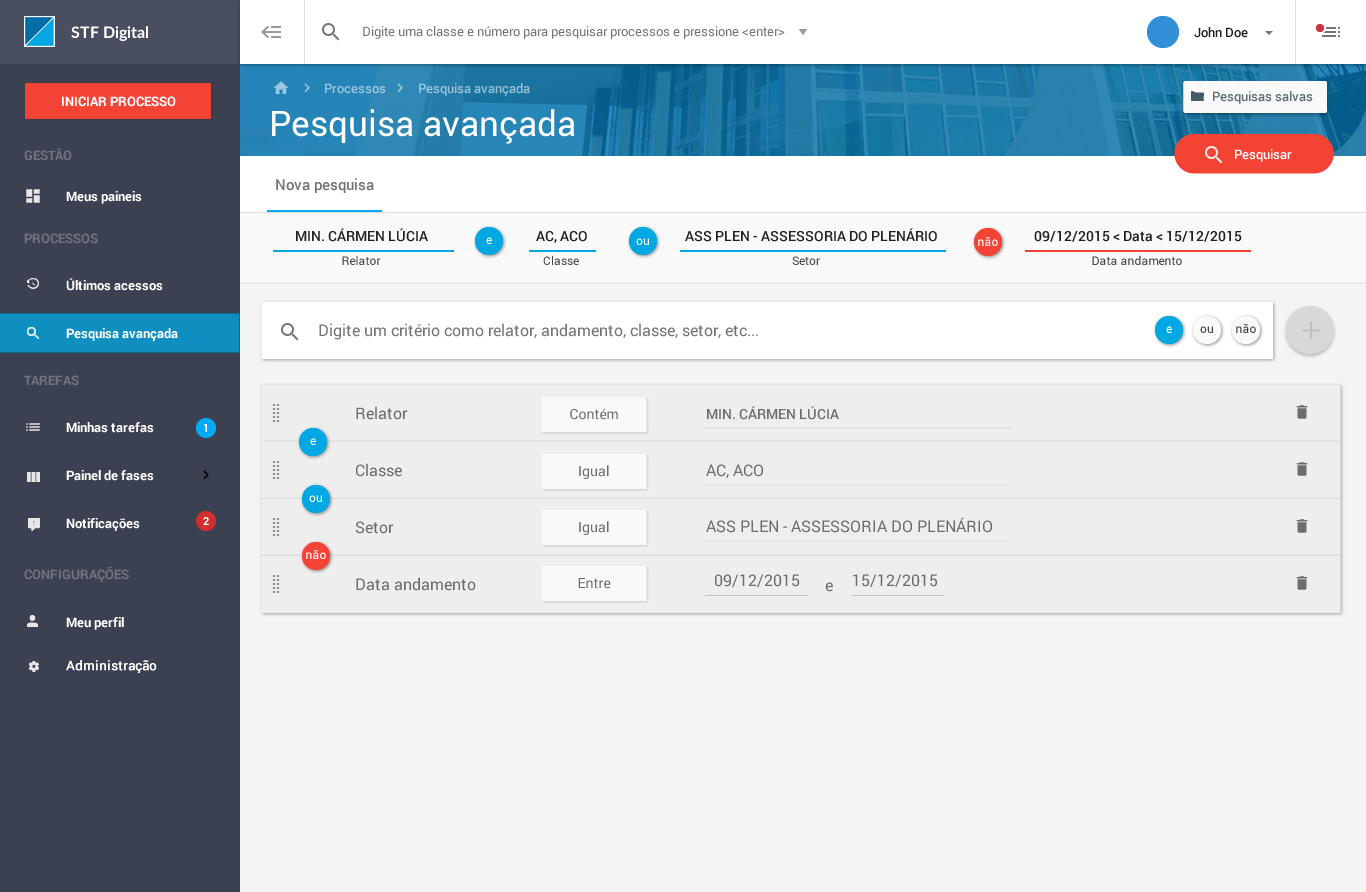 STF Digital
Digite uma classe e número para pesquisar processos e pressione <enter>
John Doe
INICIAR PROCESSO
GESTÃO
Meus paineis
PROCESSOS
Últimos acessos
Pesquisa avançada
TAREFAS
Minhas tarefas 1
Painel de fases
Notificações 2
CONFIGURAÇÕES
Meu perfil
Administração
Processos Pesquisa avançada
Pesquisas salvas
Pesquisa avançada
Pesquisar
Nova pesquisa
MIN. CÁRMEN LÚCIA e AC, ACO ou ASS PLEN - ASSESSORIA DO PLENÁRIO não 09/12/2015 < Data < 15/12/2015
Relator Classe Setor Data andamento
Digite um critério como relator, andamento, classe, setor, etc... e ou não
Relator Contém MIN. CÁRMEN LÚCIA
e
Classe Igual AC, ACO
ou
Setor Igual ASS PLEN - ASSESSORIA DO PLENÁRIO
não
Data andamento Entre 09/12/2015 e 15/12/2015